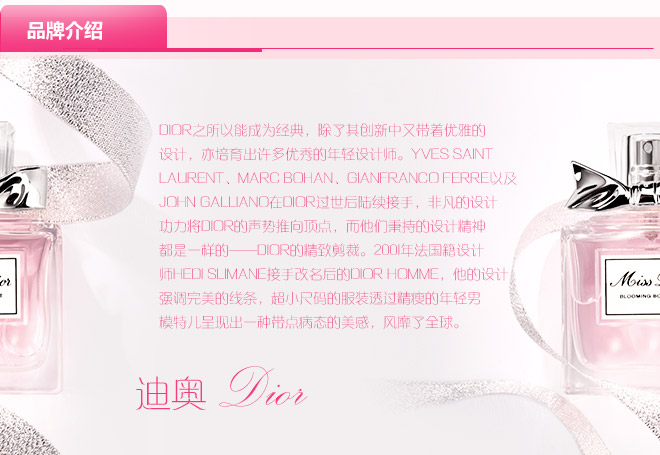 品牌介绍
DIOR之所以能成为经典，除了其创新中又带着优雅的
设计，亦培育出许多优秀的年轻设计师。YVES SAINT
LAURENT、MARC BOHAN、GIANFRANCO FERRE以及
JOHN GALLIANO在DIOR过世后陆续接手，非凡的设计
功力将DIOR的声势推向顶点，而他们秉持的设计精神
都是一样的——DIOR的精致剪裁。2001年法国籍设计
师HEDI SLIMANE接手改名后的DIOR HOMME，他的设计
强调完美的线条，超小尺码的服装透过精瘦的年轻男
模特儿呈现出一种带点病态的美感，风靡了全球。
Miss D
BLOOMING BO
ior
迪奥 Dior